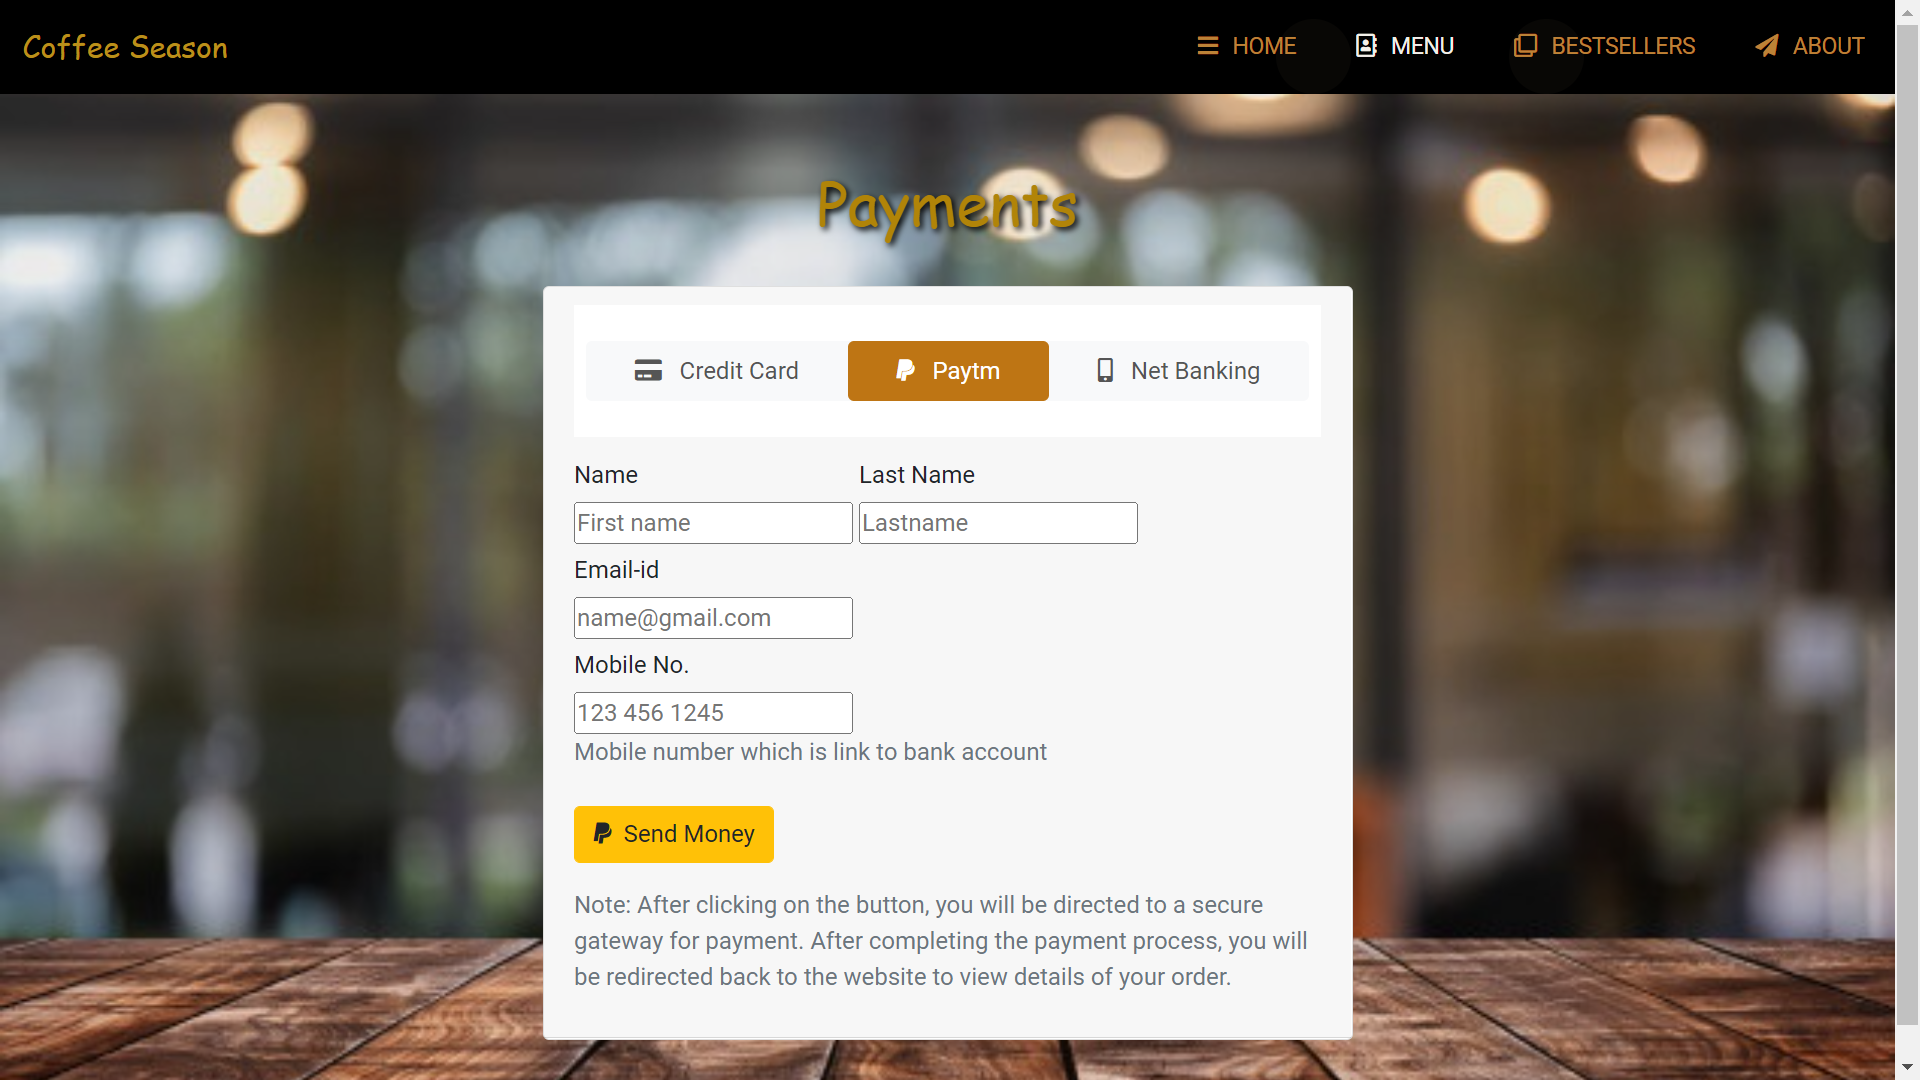 Coffee Season
HOME
MENU
BESTSELLERS
ABOUT
Payments
Credit Card
Paytm
Net Banking
Name
Last Name
First name
Lastname
Email-id
name@gmail.com
Mobile No.
123 456 1245
Mobile number which is link to bank account
Send Money
Note: After clicking on the button, you will be directed to a secure
gateway for payment. After completing the payment process, you will
be redirected back to the website to view details of your order.